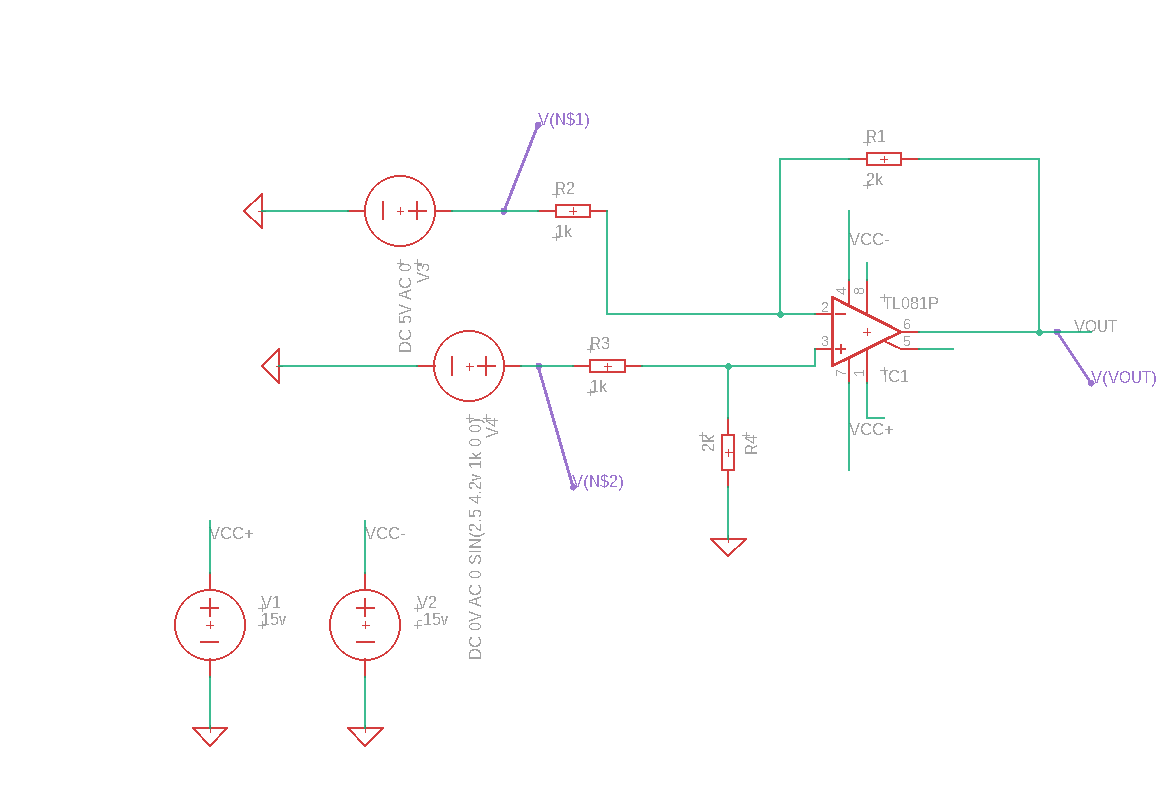 V(N$1)
R1
2k
R2
1k
VCC-
V3
DC 5V AC 0
4
8
TL081P
2
6
VOUT
3
5
R3
1k
7
1
IC1
V(VOUT)
V4
DC 0V AC 0 SIN(2.5 4.2v 1k 0 0)
VCC+
2k
R4
V(N$2)
VCC+
VCC-
V1
15v
V2
-15v